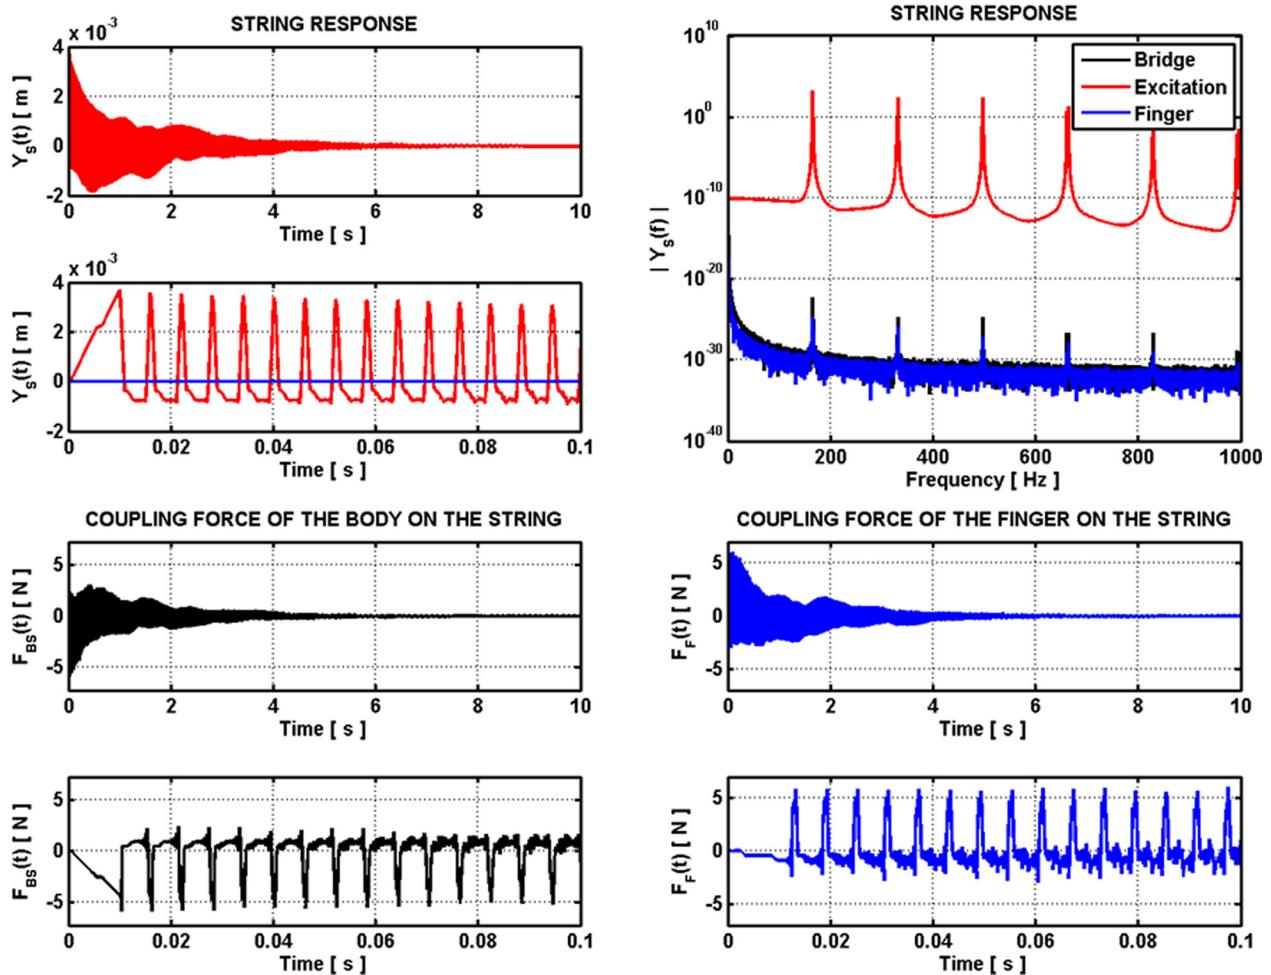 STRING RESPONSE
x 10⁻³
4
2
0
-2
Y_S(t) [ m ]
0 2 4 6 8 10
Time [ s ]
x 10⁻³
4
2
0
-2
Y_S(t) [ m ]
0 0.02 0.04 0.06 0.08 0.1
Time [ s ]
STRING RESPONSE
10¹⁰
10⁰
10⁻¹⁰
10⁻²⁰
10⁻³⁰
10⁻⁴⁰
| Y_S(f) |
Bridge
Excitation
Finger
0 200 400 600 800 1000
Frequency [ Hz ]
COUPLING FORCE OF THE BODY ON THE STRING
5
0
-5
F_BS(t) [ N ]
0 2 4 6 8 10
Time [ s ]
5
0
-5
F_BS(t) [ N ]
0 0.02 0.04 0.06 0.08 0.1
Time [ s ]
COUPLING FORCE OF THE FINGER ON THE STRING
5
0
-5
F_F(t) [ N ]
0 2 4 6 8 10
Time [ s ]
5
0
-5
F_F(t) [ N ]
0 0.02 0.04 0.06 0.08 0.1
Time [ s ]